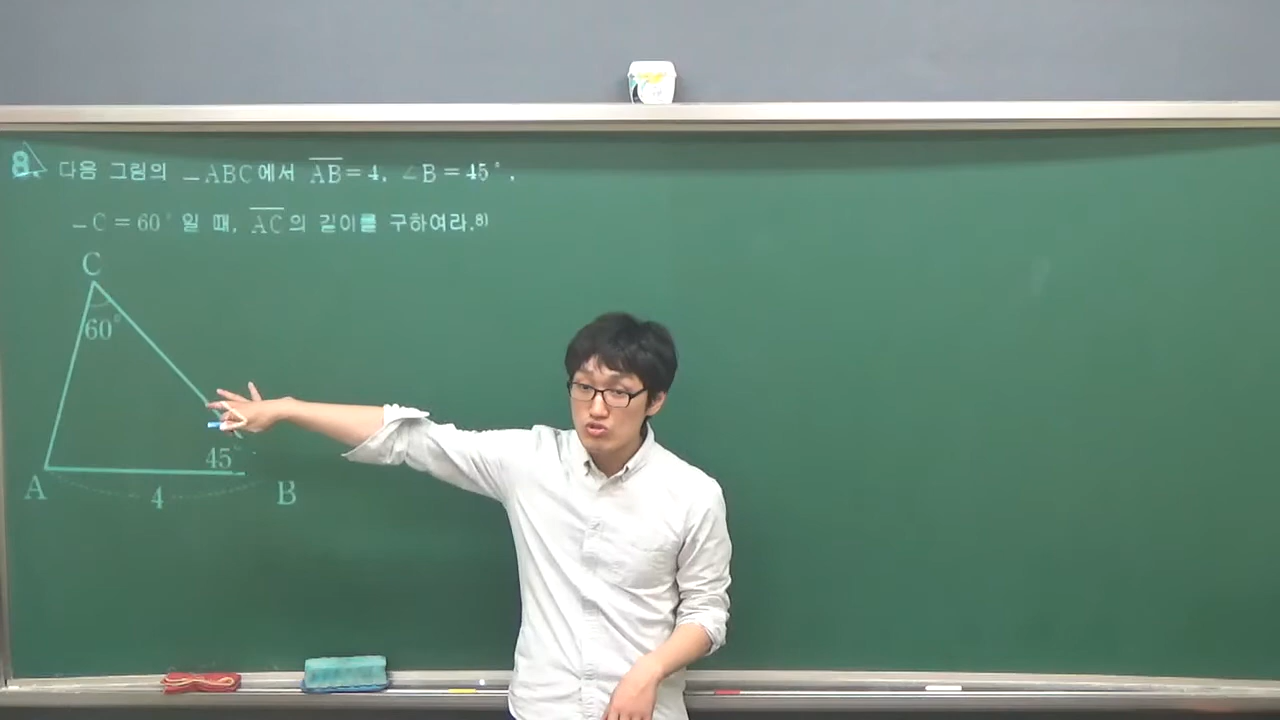 8. 다음 그림의 ∠ABC에서 AB = 4, ∠B = 45°,
∠C = 60° 일 때, AC의 길이를 구하여라.8)
C
60°
45°
A
4
B